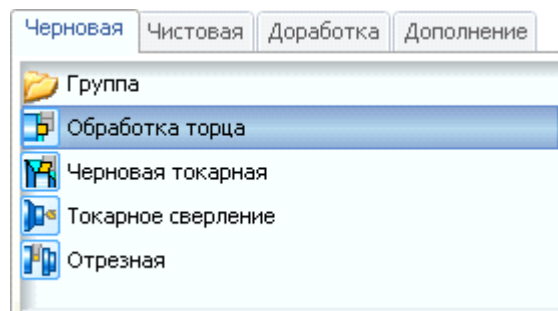 Черновая Чистовая Доработка Дополнение
Группа
Обработка торца
Черновая токарная
Токарное сверление
Отрезная